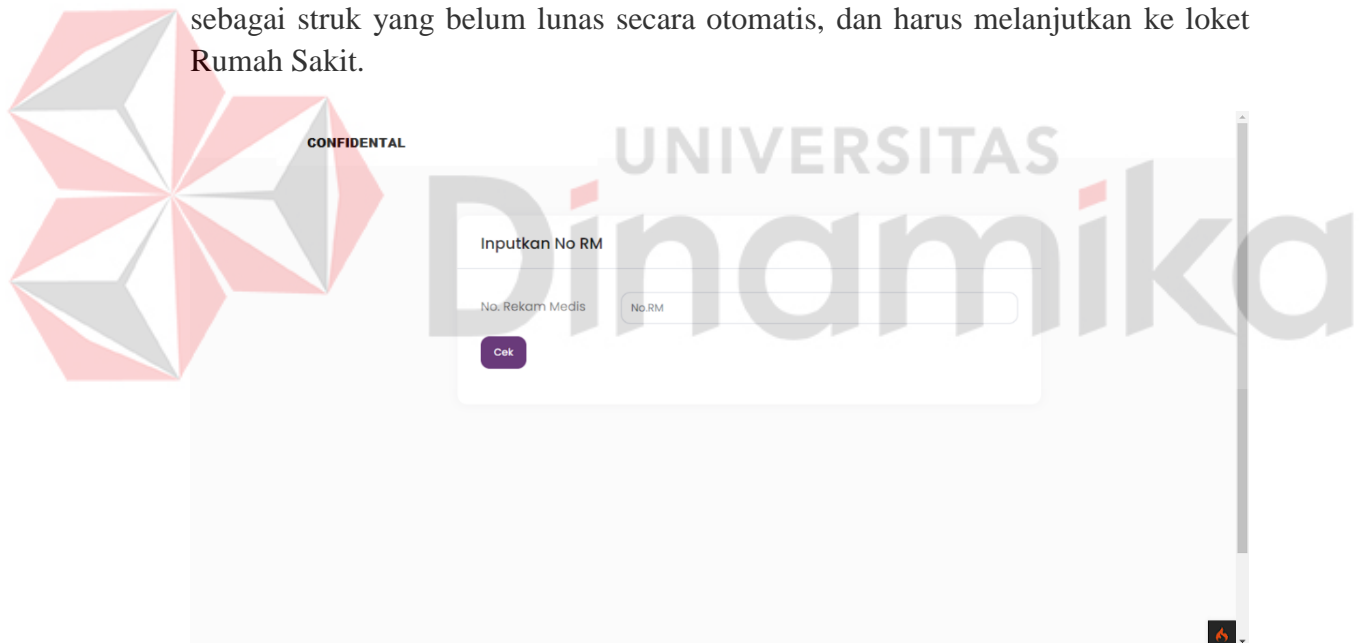 sebagai struk yang belum lunas secara otomatis, dan harus melanjutkan ke loket
Rumah Sakit.
CONFIDENTAL
UNIVERSITAS
Dinamika
Inputkan No RM
No. Rekam Medis
No.RM
Cek